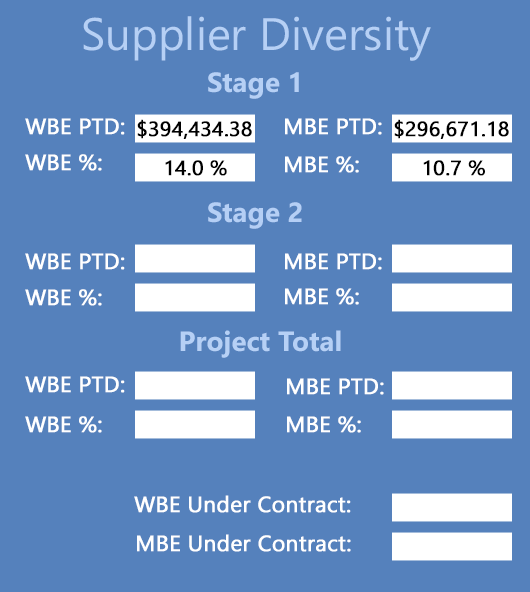 Supplier Diversity
Stage 1
WBE PTD: $394,434.38 MBE PTD: $296,671.18
WBE %: 14.0 % MBE %: 10.7 %
Stage 2
WBE PTD: MBE PTD:
WBE %: MBE %:
Project Total
WBE PTD: MBE PTD:
WBE %: MBE %:
WBE Under Contract:
MBE Under Contract: